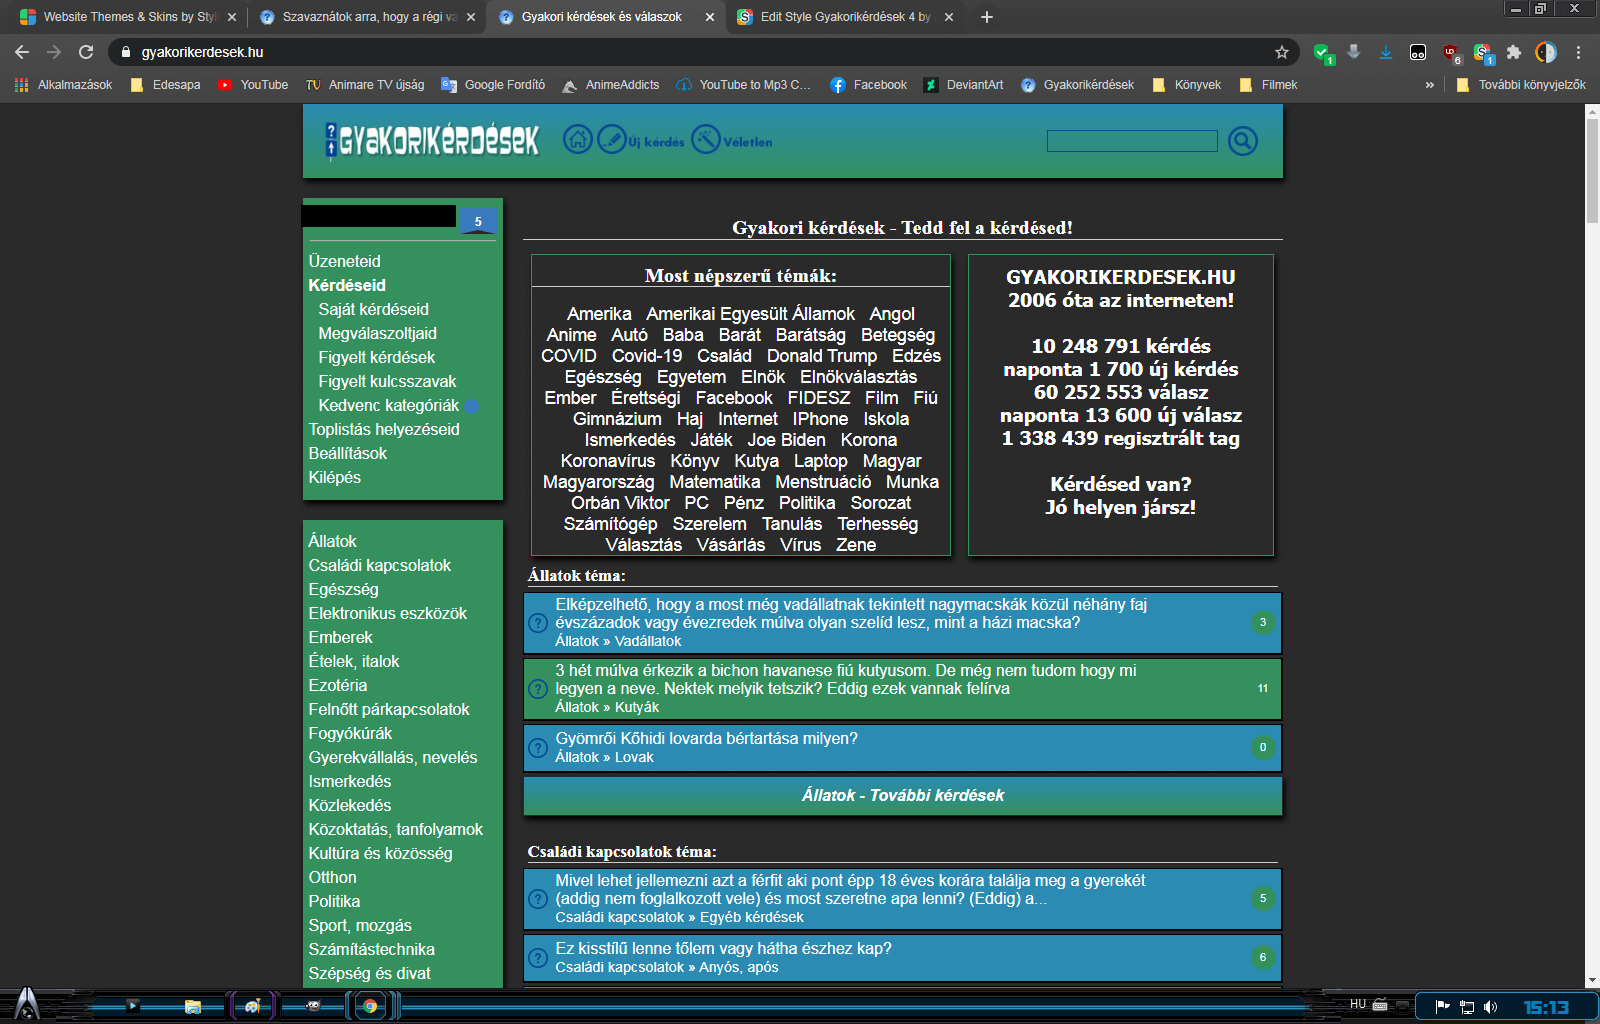 Website Themes & Skins by Sty
Szavaznátok arra, hogy a régi va
Gyakori kérdések és válaszok
Edit Style Gyakorikérdések 4 by
gyakorikerdesek.hu
1
6
1
Alkalmazások
Edesapa
YouTube
Animare TV újság
Google Fordító
AnimeAddicts
YouTube to Mp3 C...
Facebook
DeviantArt
Gyakorikérdések
Könyvek
Filmek
»
További könyvjelzők
GYAKORIKÉRDÉSEK
Új kérdés
Véletlen
5
Üzeneteid
Kérdéseid
Saját kérdéseid
Megválaszoltjaid
Figyelt kérdések
Figyelt kulcsszavak
Kedvenc kategóriák
Toplistás helyezéseid
Beállítások
Kilépés
Állatok
Családi kapcsolatok
Egészség
Elektronikus eszközök
Emberek
Ételek, italok
Ezotéria
Felnőtt párkapcsolatok
Fogyókúrák
Gyerekvállalás, nevelés
Ismerkedés
Közlekedés
Közoktatás, tanfolyamok
Kultúra és közösség
Otthon
Politika
Sport, mozgás
Számítástechnika
Szépség és divat
Gyakori kérdések - Tedd fel a kérdésed!
Most népszerű témák:
Amerika Amerikai Egyesült Államok Angol
Anime Autó Baba Barát Barátság Betegség
COVID Covid-19 Család Donald Trump Edzés
Egészség Egyetem Elnök Elnökválasztás
Ember Érettségi Facebook FIDESZ Film Fiú
Gimnázium Haj Internet IPhone Iskola
Ismerkedés Játék Joe Biden Korona
Koronavírus Könyv Kutya Laptop Magyar
Magyarország Matematika Menstruáció Munka
Orbán Viktor PC Pénz Politika Sorozat
Számítógép Szerelem Tanulás Terhesség
Választás Vásárlás Vírus Zene
GYAKORIKERDESEK.HU
2006 óta az interneten!
10 248 791 kérdés
naponta 1 700 új kérdés
60 252 553 válasz
naponta 13 600 új válasz
1 338 439 regisztrált tag
Kérdésed van?
Jó helyen jársz!
Állatok téma:
Elképzelhető, hogy a most még vadállatnak tekintett nagymacskák közül néhány faj
évszázadok vagy évezredek múlva olyan szelíd lesz, mint a házi macska?
Állatok » Vadállatok
3
3 hét múlva érkezik a bichon havanese fiú kutyusom. De még nem tudom hogy mi
legyen a neve. Nektek melyik tetszik? Eddig ezek vannak felírva
Állatok » Kutyák
11
Gyömrői Kőhidi lovarda bértartása milyen?
Állatok » Lovak
0
Állatok - További kérdések
Családi kapcsolatok téma:
Mivel lehet jellemezni azt a férfit aki pont épp 18 éves korára találja meg a gyerekét
(addig nem foglalkozott vele) és most szeretne apa lenni? (Eddig) a...
Családi kapcsolatok » Egyéb kérdések
5
Ez kisstílű lenne tőlem vagy hátha észhez kap?
Családi kapcsolatok » Anyós, após
6
HU
15:13